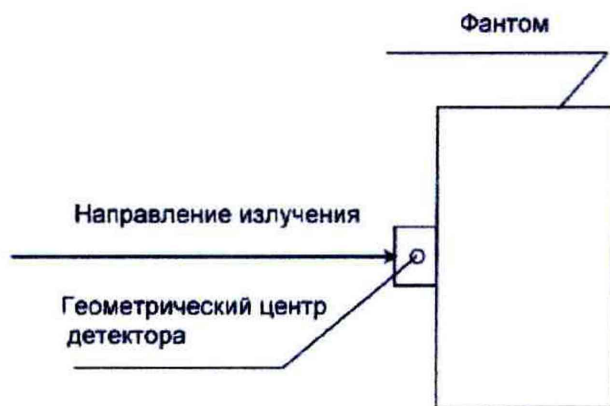 Фантом
Направление излучения
Геометрический центр
детектора